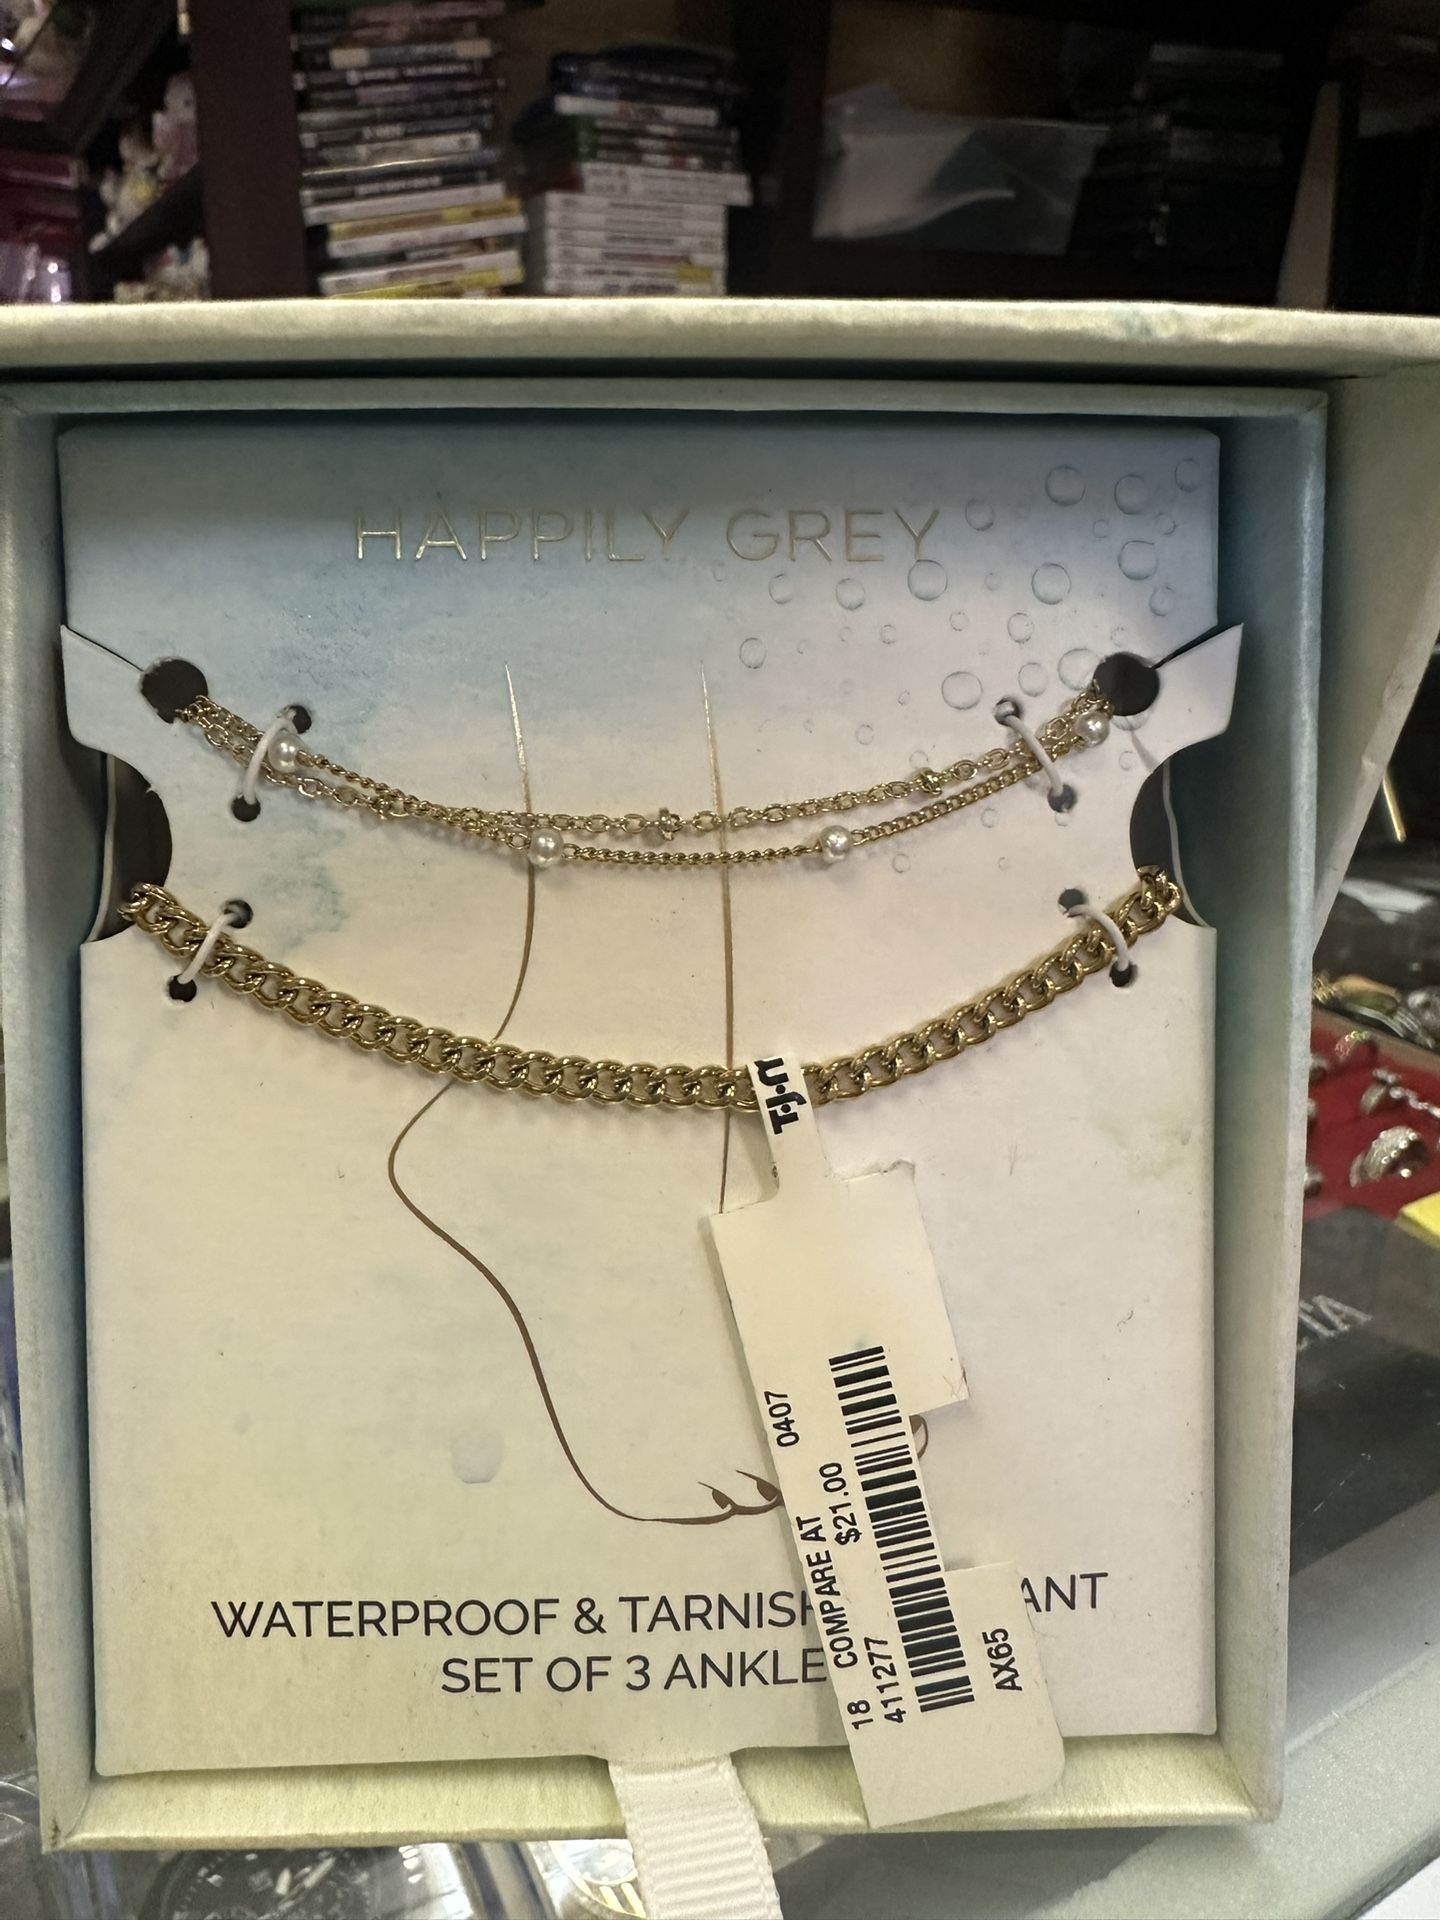 HAPPILY GREY
T·J·
0407
COMPARE AT
$21.00
18
411277
AX65
WATERPROOF & TARNISH ANT
SET OF 3 ANKLE